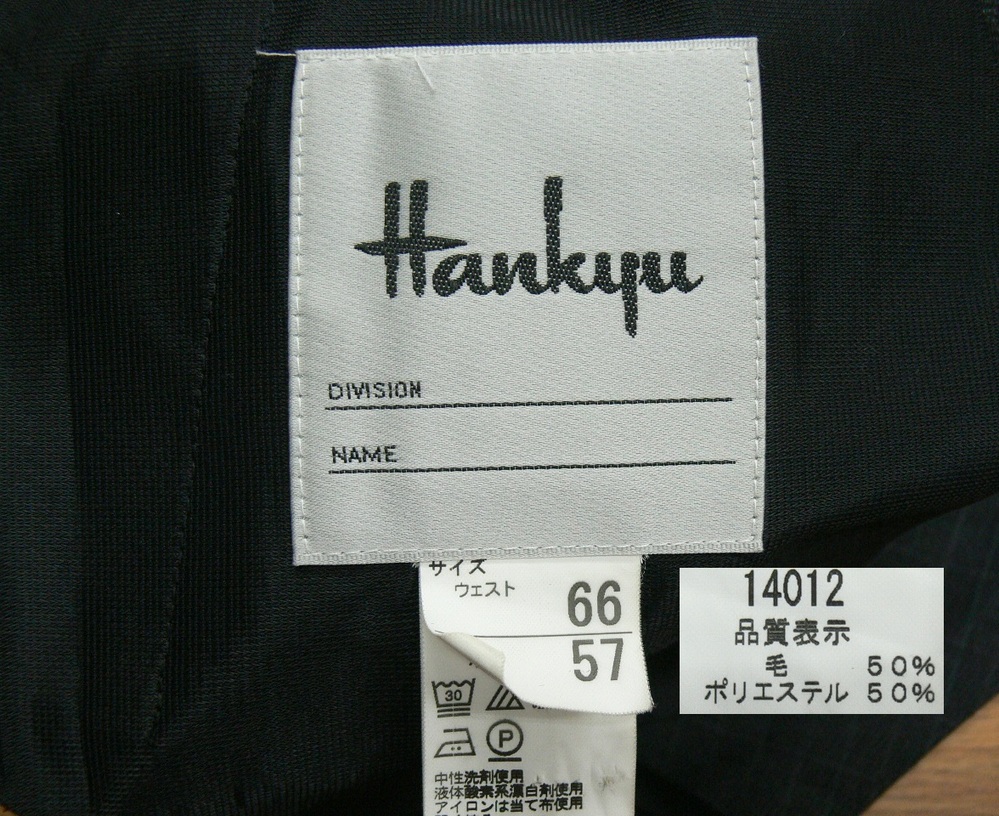 Hankyu
DIVISION
NAME
サイズ
ウェスト 66
57
30
P
中性洗剤使用
液体酸素系漂白剤使用
アイロンは当て布使用
14012
品質表示
毛 50%
ポリエステル 50%